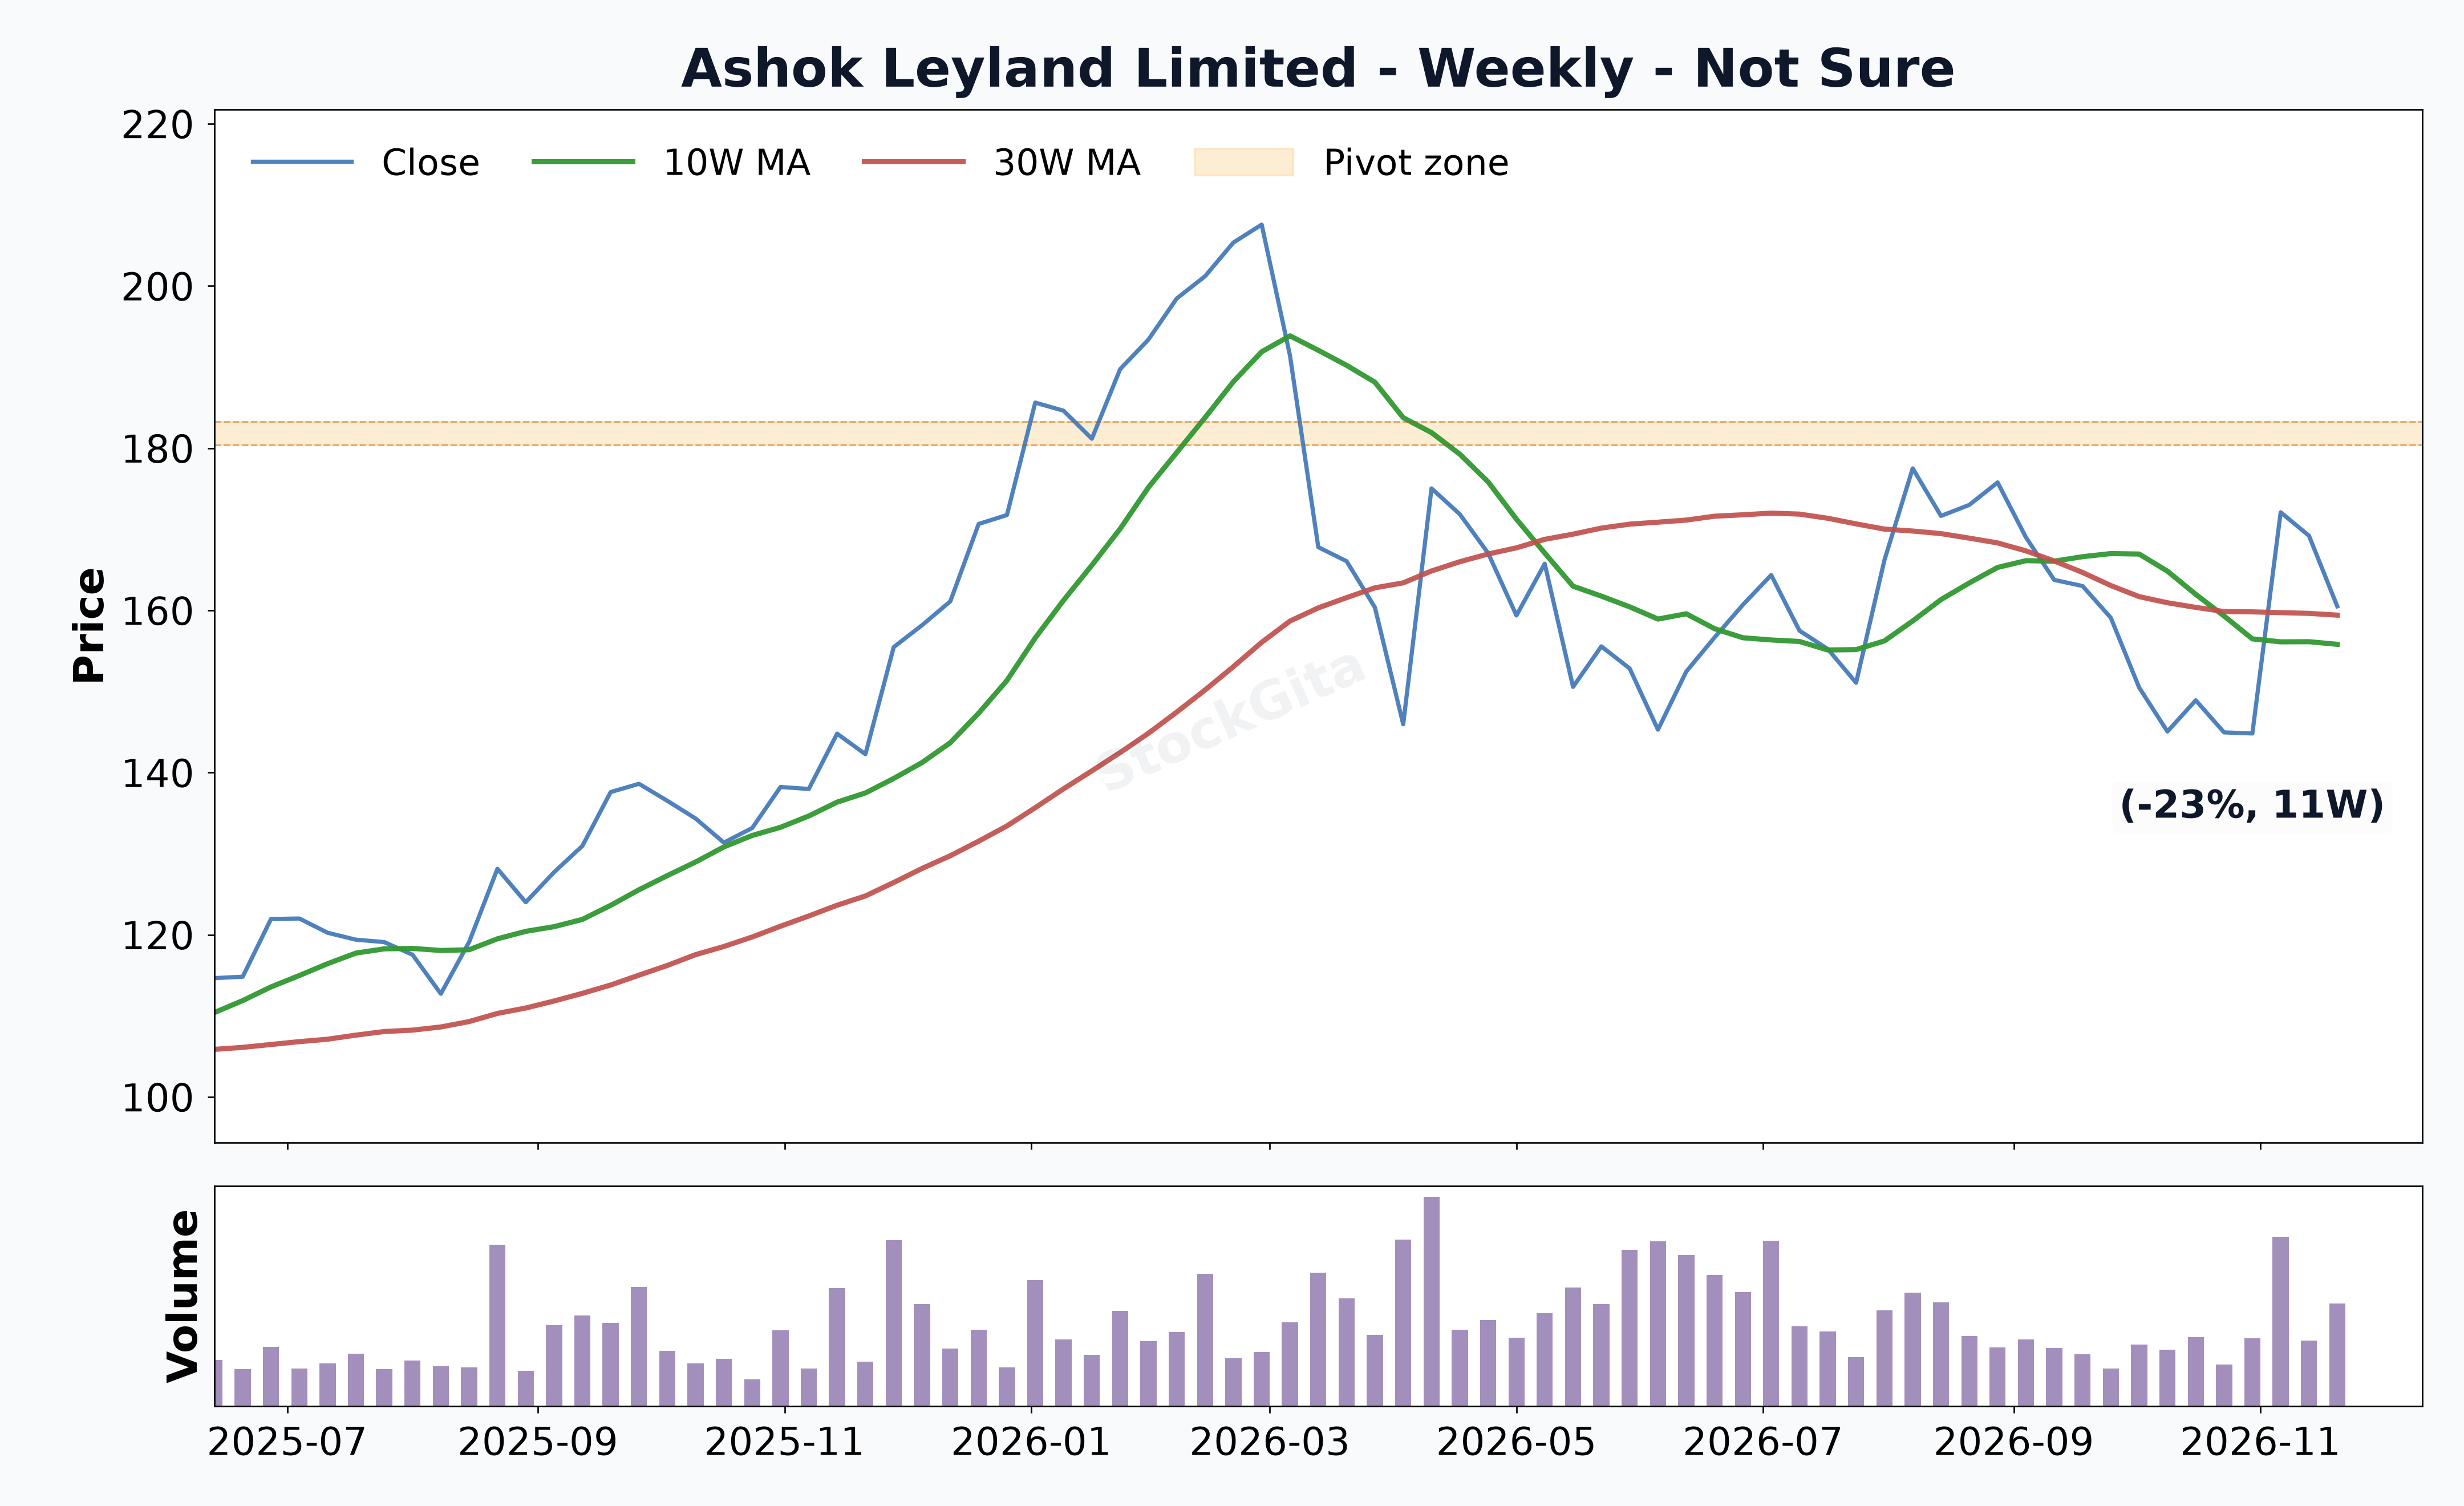 Ashok Leyland Limited - Weekly - Not Sure
Close 10W MA 30W MA Pivot zone
220
200
180
160
140
120
100
Price
StockGita
(-23%, 11W)
Volume
2025-07 2025-09 2025-11 2026-01 2026-03 2026-05 2026-07 2026-09 2026-11